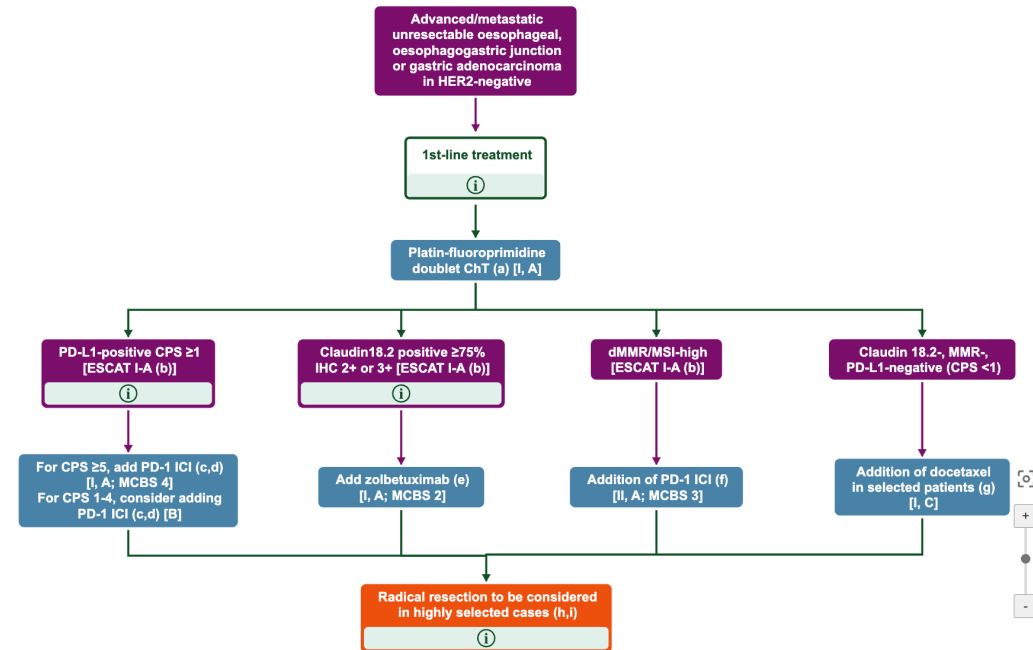 Advanced/metastatic
unresectable oesophageal,
oesophagogastric junction
or gastric adenocarcinoma
in HER2-negative
1st-line treatment
i
Platin-fluoroprimidine
doublet ChT (a) [I, A]
PD-L1-positive CPS ≥1
[ESCAT I-A (b)]
i
Claudin18.2 positive ≥75%
IHC 2+ or 3+ [ESCAT I-A (b)]
i
dMMR/MSI-high
[ESCAT I-A (b)]
Claudin 18.2-, MMR-,
PD-L1-negative (CPS <1)
For CPS ≥5, add PD-1 ICI (c,d)
[I, A; MCBS 4]
For CPS 1-4, consider adding
PD-1 ICI (c,d) [B]
Add zolbetuximab (e)
[I, A; MCBS 2]
Addition of PD-1 ICI (f)
[II, A; MCBS 3]
Addition of docetaxel
in selected patients (g)
[I, C]
+
-
Radical resection to be considered
in highly selected cases (h,i)
i